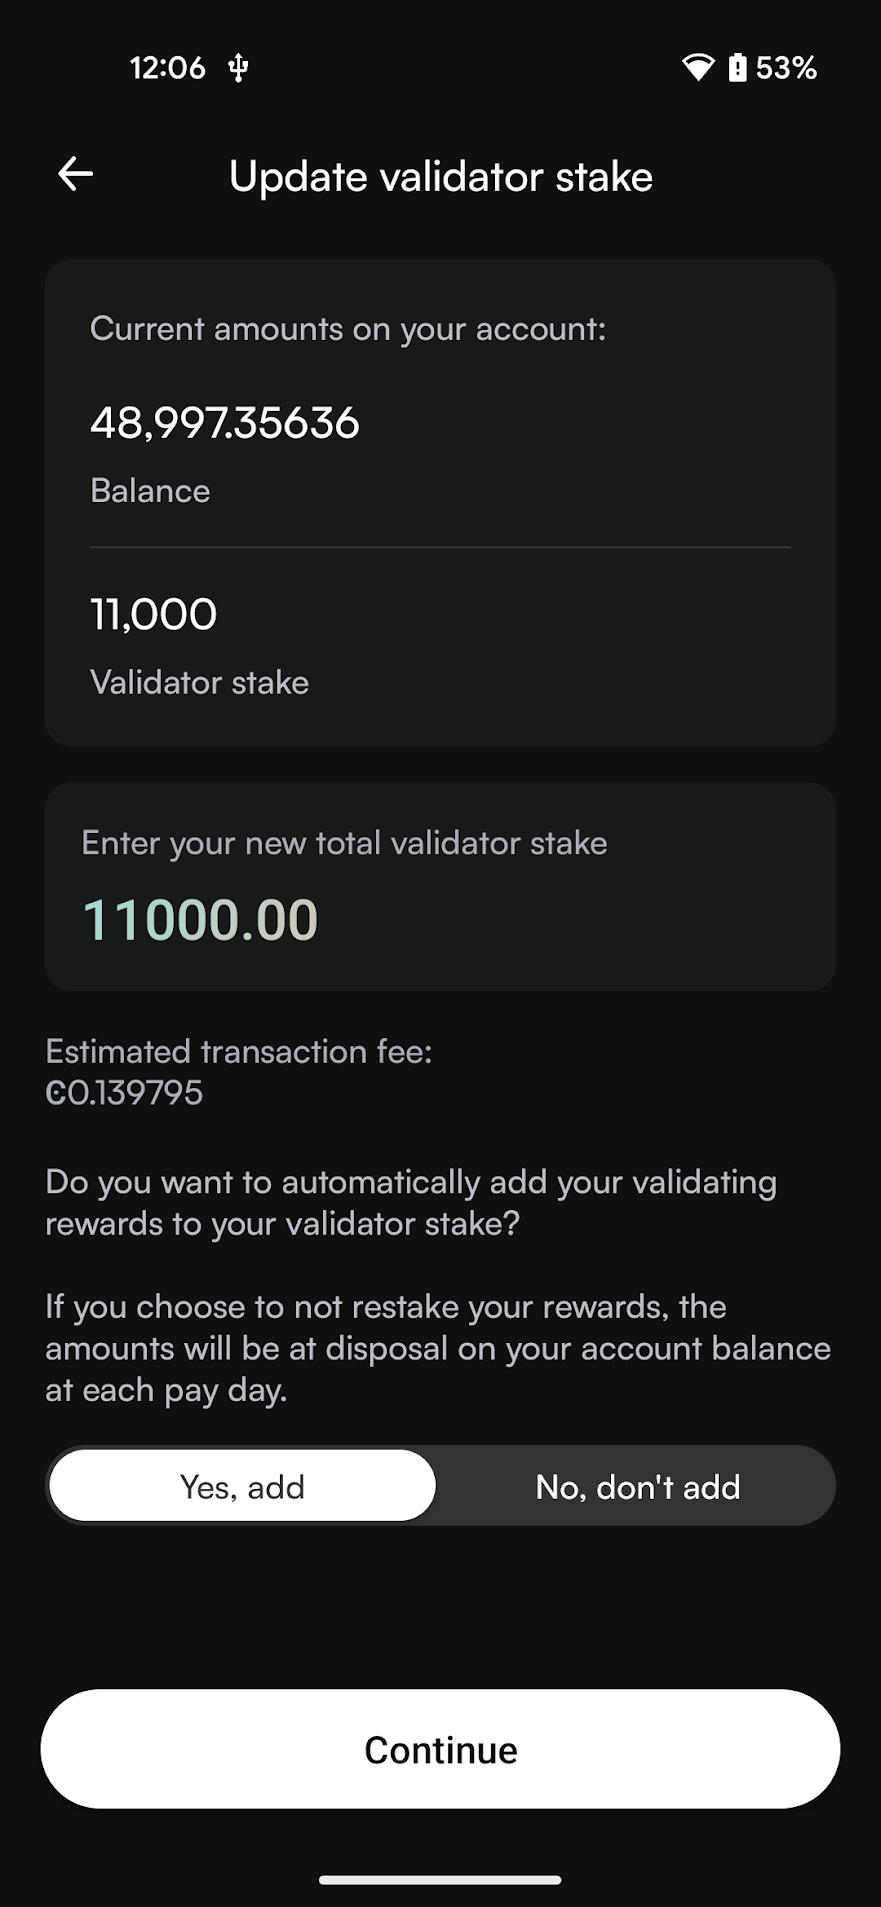 12:06
53%
Update validator stake
Current amounts on your account:
48,997.35636
Balance
11,000
Validator stake
Enter your new total validator stake
11000.00
Estimated transaction fee:
Ͼ0.139795
Do you want to automatically add your validating
rewards to your validator stake?
If you choose to not restake your rewards, the
amounts will be at disposal on your account balance
at each pay day.
Yes, add
No, don't add
Continue